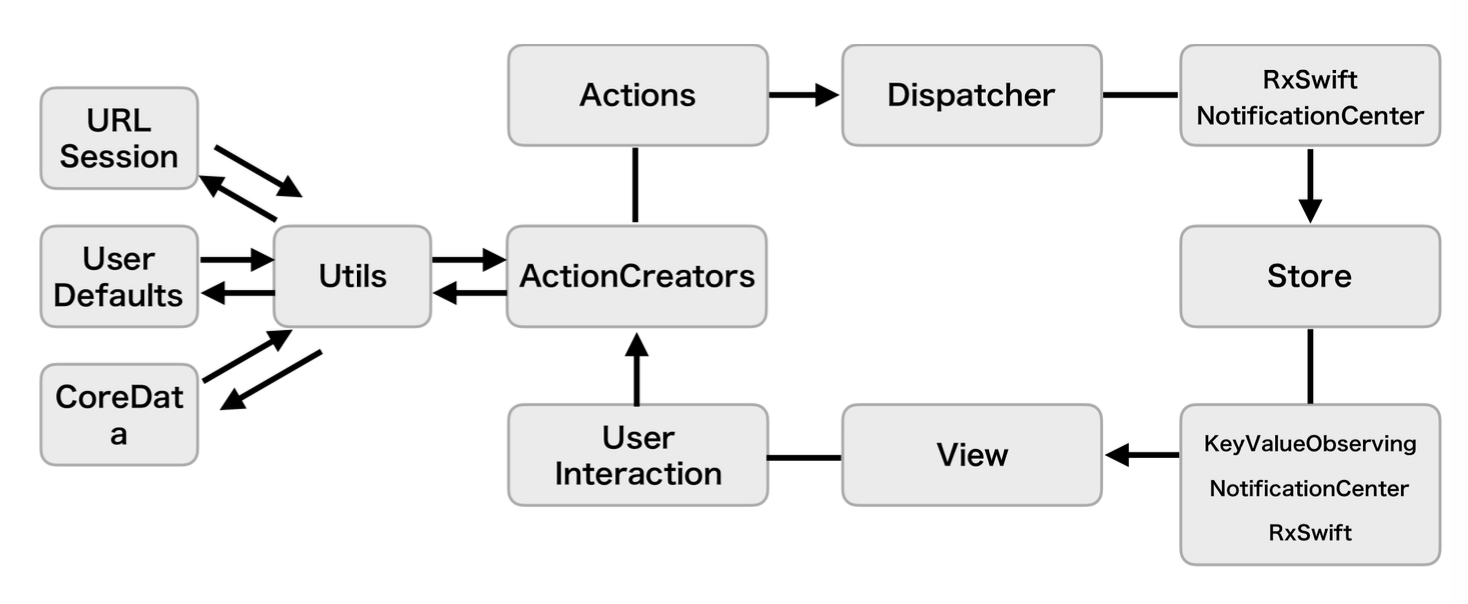 Actions
Dispatcher
RxSwift
NotificationCenter
URL
Session
User
Defaults
Utils
ActionCreators
Store
CoreDat
a
User
Interaction
View
KeyValueObserving
NotificationCenter
RxSwift